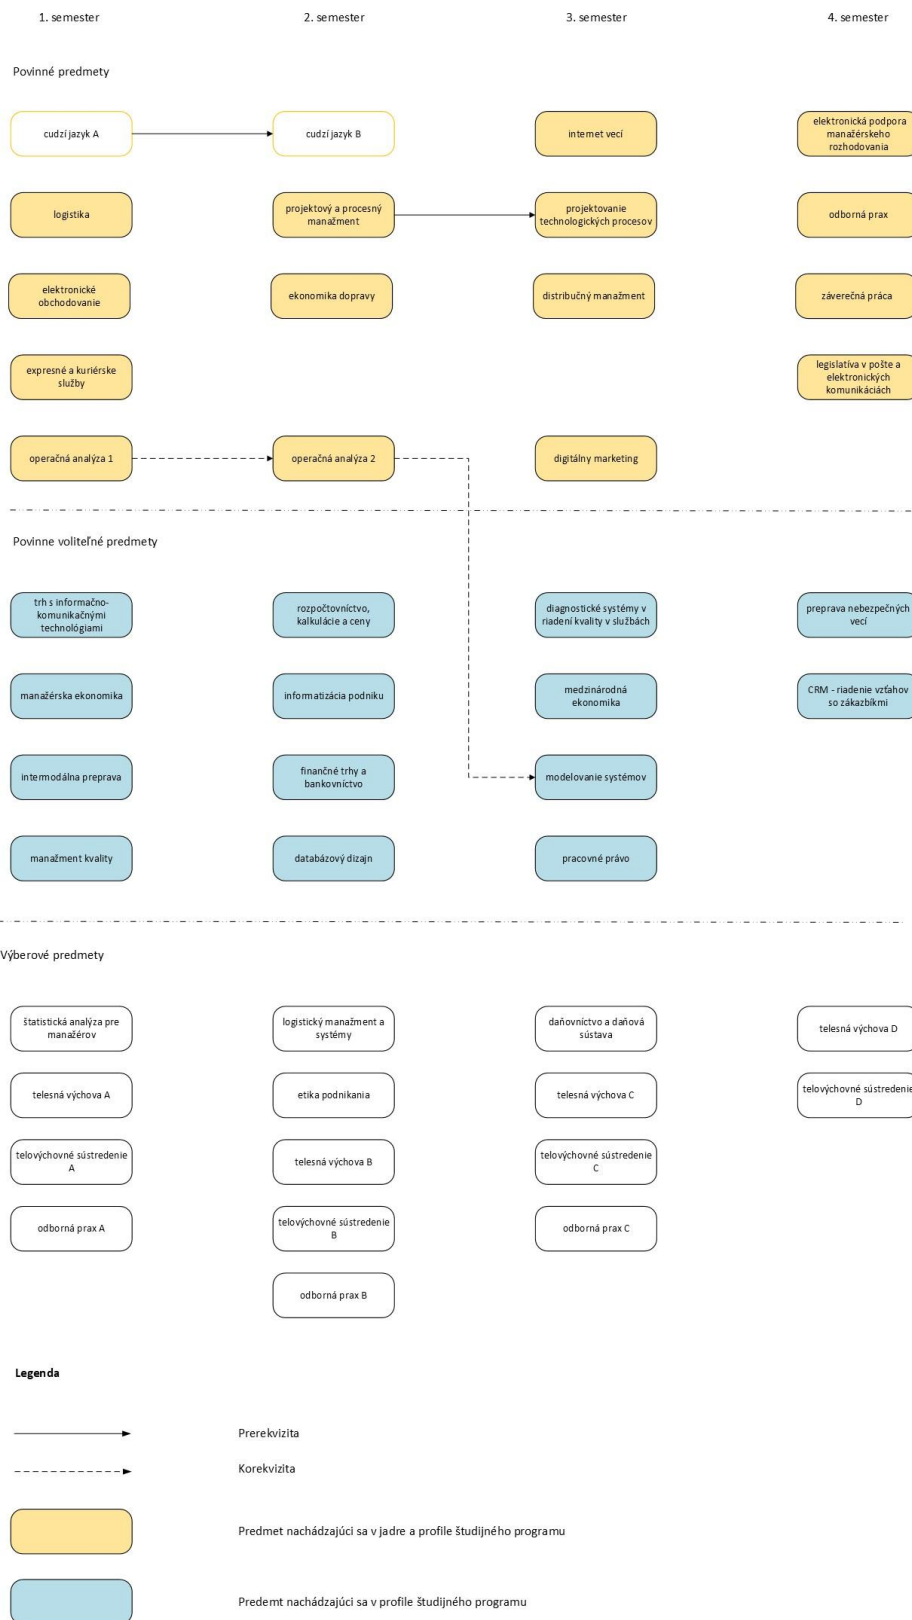 1. semester
2. semester
3. semester
4. semester
Povinné predmety
cudzí jazyk A
cudzí jazyk B
internet vecí
elektronická podpora
manažérskeho
rozhodovania
logistika
projektový a procesný
manažment
projektovanie
technologických procesov
odborná prax
elektronické
obchodovanie
ekonomika dopravy
distribučný manažment
záverečná práca
expresné a kuriérske
služby
legislatíva v pošte a
elektronických
komunikáciách
operačná analýza 1
operačná analýza 2
digitálny marketing
Povinne voliteľné predmety
trh s informačno-
komunikačnými
technológiami
rozpočtovníctvo,
kalkulácie a ceny
diagnostické systémy v
riadení kvality v službách
preprava nebezpečných
vecí
manažérska ekonomika
informatizácia podniku
medzinárodná
ekonomika
CRM - riadenie vzťahov
so zákazbíkmi
intermodálna preprava
finančné trhy a
bankovníctvo
modelovanie systémov
manažment kvality
databázový dizajn
pracovné právo
Výberové predmety
štatistická analýza pre
manažérov
logistický manažment a
systémy
daňovníctvo a daňová
sústava
telesná výchova D
telesná výchova A
etika podnikania
telesná výchova C
telovýchovné sústredenie
D
telovýchovné sústredenie
A
telesná výchova B
telovýchovné sústredenie
C
odborná prax A
telovýchovné sústredenie
B
odborná prax C
odborná prax B
Legenda
Prerekvizita
Korekvizita
Predmet nachádzajúci sa v jadre a profile študijného programu
Predemt nachádzajúci sa v profile študijného programu